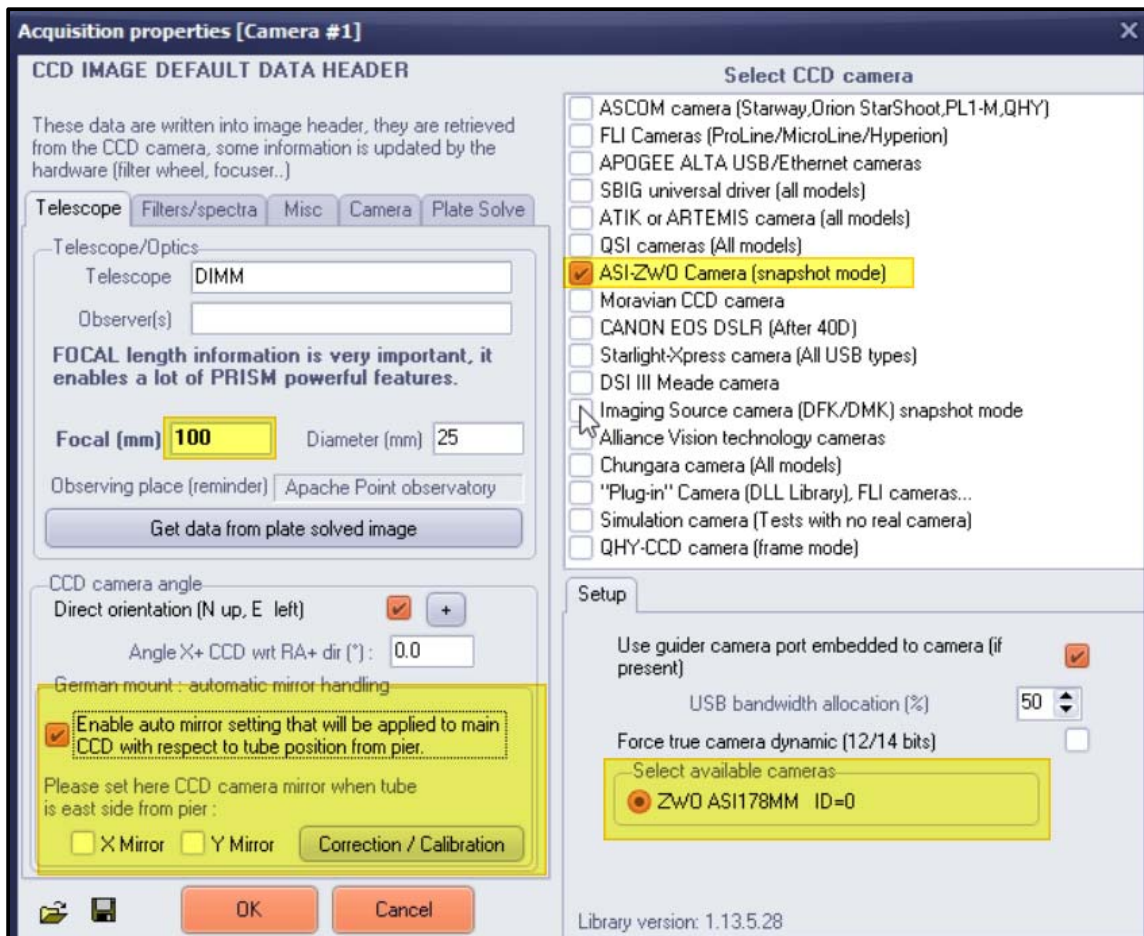 Acquisition properties [Camera #1]
CCD IMAGE DEFAULT DATA HEADER
These data are written into image header, they are retrieved
from the CCD camera, some information is updated by the
hardware (filter wheel, focuser..)
Telescope
Filters/spectra
Misc
Camera
Plate Solve
Telescope/Optics
Telescope DIMM
Observer(s)
FOCAL length information is very important, it
enables a lot of PRISM powerful features.
Focal (mm) 100 Diameter (mm) 25
Observing place (reminder) Apache Point observatory
Get data from plate solved image
CCD camera angle
Direct orientation (N up, E left) +
Angle X+ CCD wrt RA+ dir (°) : 0.0
German mount : automatic mirror handling
Enable auto mirror setting that will be applied to main
CCD with respect to tube position from pier.
Please set here CCD camera mirror when tube
is east side from pier :
X Mirror Y Mirror Correction / Calibration
OK Cancel
Select CCD camera
ASCOM camera (Starway,Orion StarShoot,PL1-M,QHY)
FLI Cameras (ProLine/MicroLine/Hyperion)
APOGEE ALTA USB/Ethernet cameras
SBIG universal driver (all models)
ATIK or ARTEMIS camera (all models)
QSI cameras (All models)
ASI-ZWO Camera (snapshot mode)
Moravian CCD camera
CANON EOS DSLR (After 40D)
Starlight-Xpress camera (All USB types)
DSI III Meade camera
Imaging Source camera (DFK/DMK) snapshot mode
Alliance Vision technology cameras
Chungara camera (All models)
"Plug-in" Camera (DLL Library), FLI cameras...
Simulation camera (Tests with no real camera)
QHY-CCD camera (frame mode)
Setup
Use guider camera port embedded to camera (if
present)
USB bandwidth allocation (%) 50
Force true camera dynamic (12/14 bits)
Select available cameras
ZWO ASI178MM ID=0
Library version: 1.13.5.28